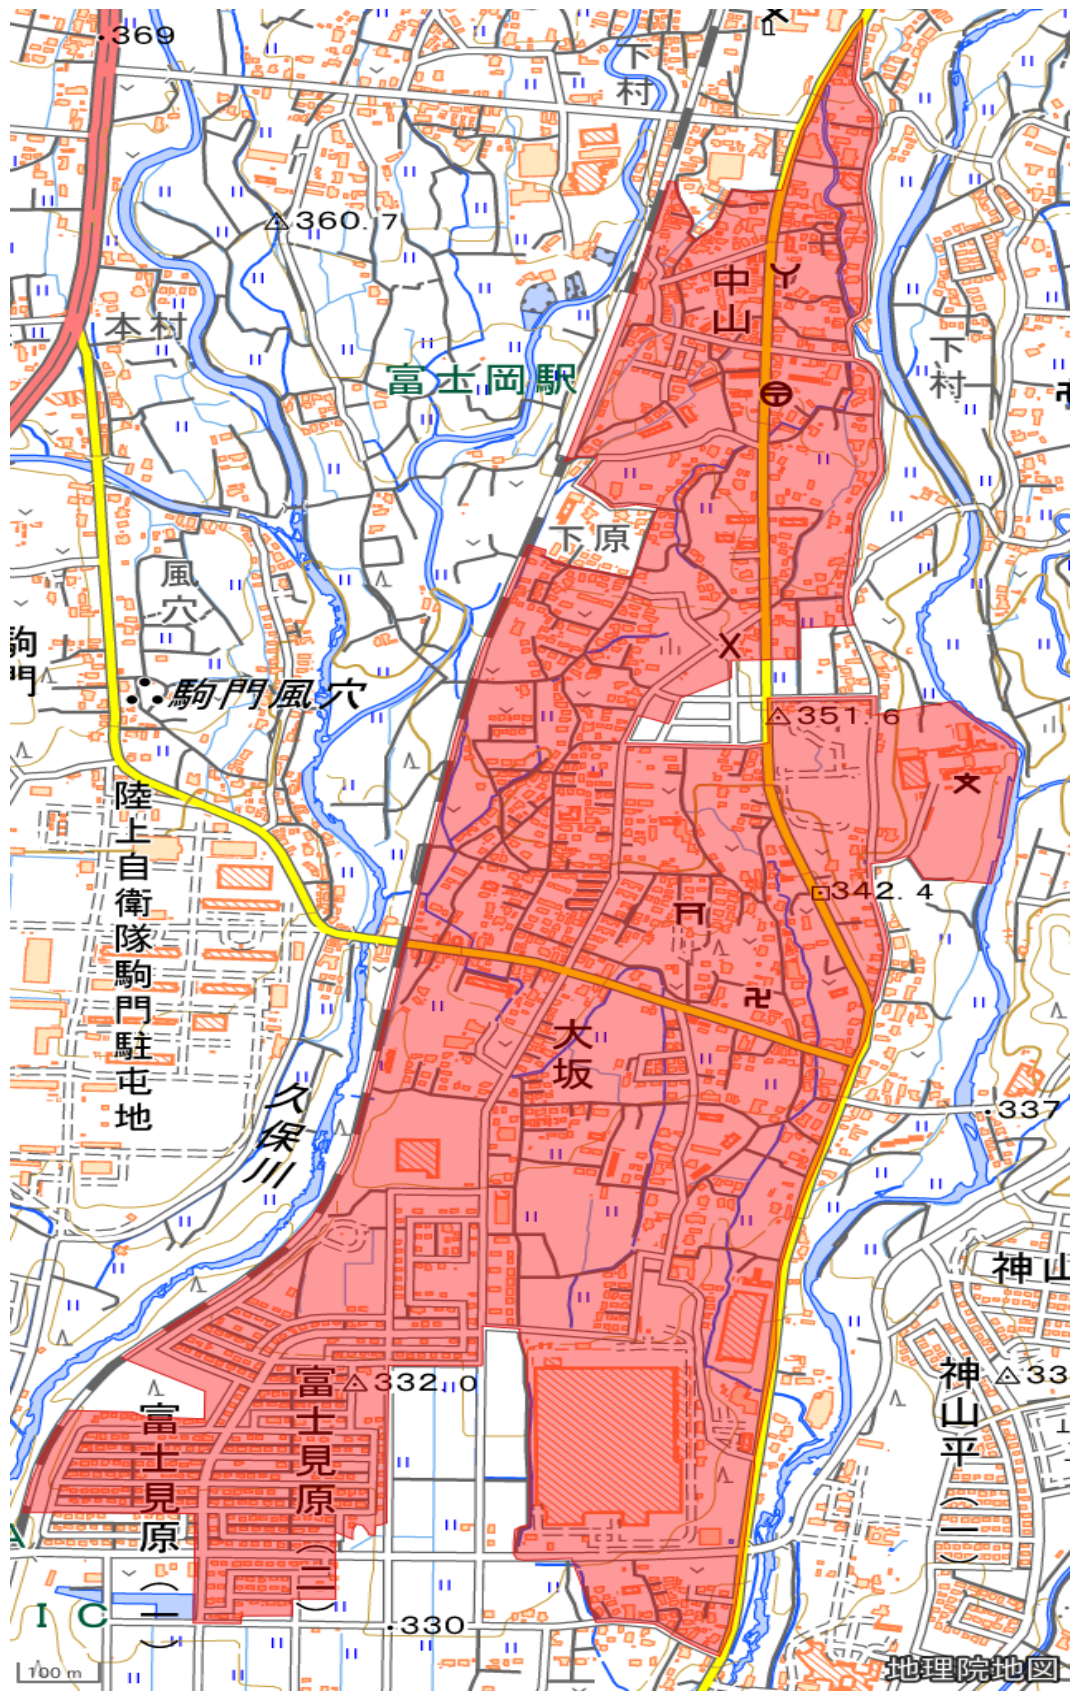 369
下村
360.7
中山
本村
富士岡駅
下村
下原
風穴
駒門
駒門風穴
351.6
陸上自衛隊駒門駐屯地
342.4
大坂
久保川
337
神山
富士見原(二)
332.0
神山平(一)
33
富士見原(一)
A
IC
330
100 m
地理院地図